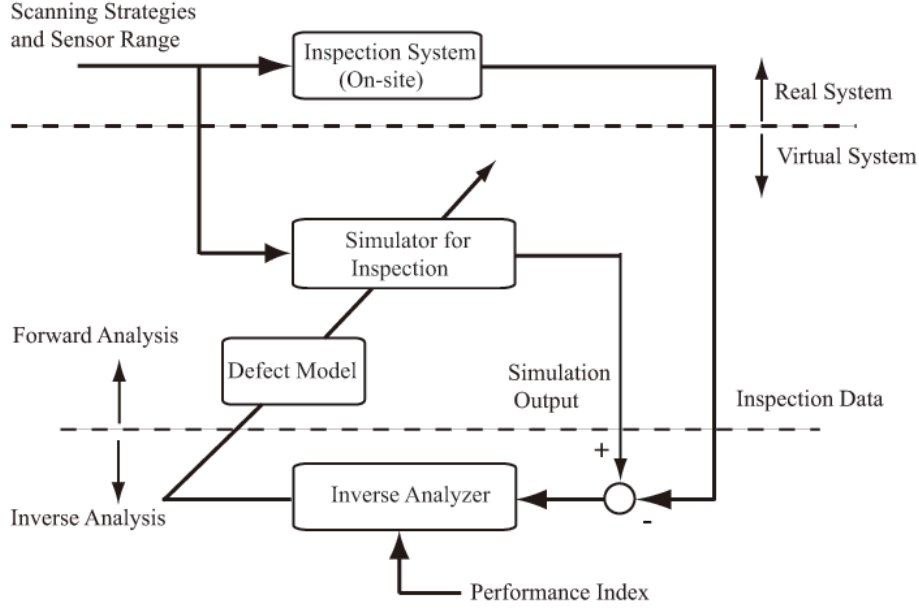 Scanning Strategies
and Sensor Range
Inspection System
(On-site)
Real System
Virtual System
Simulator for
Inspection
Forward Analysis
Defect Model
Simulation
Output
Inspection Data
+
Inverse Analyzer
Inverse Analysis
-
Performance Index